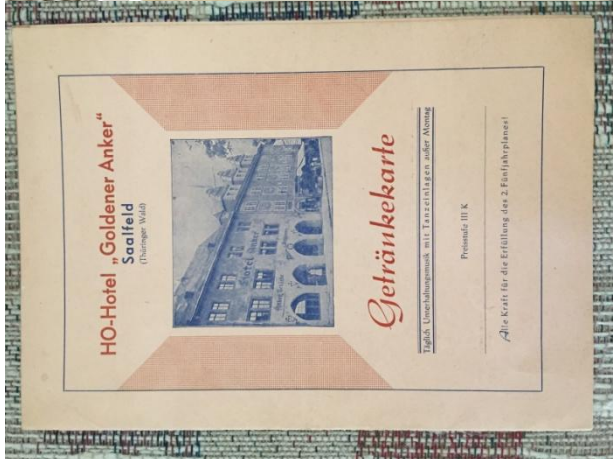 HO-Hotel „Goldener Anker“
Saalfeld
(Thüringer Wald)
Getränkekarte
Täglich Unterhaltungsmusik mit Tanzeinlagen außer Montag
Preisstufe III K
Alle Kraft für die Erfüllung des 2. Fünfjahrplanes!